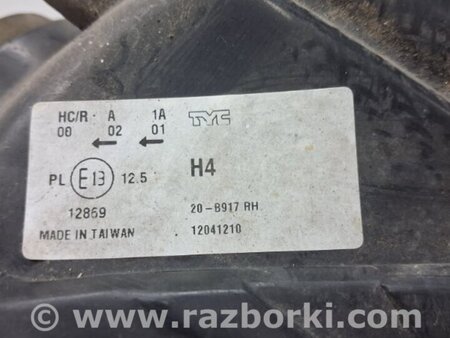 HC/R A 1A TYC
00 02 01
← ←
PL E13 12.5 H4
12869 20-B917 RH
MADE IN TAIWAN 12041210
© www.razborki.com